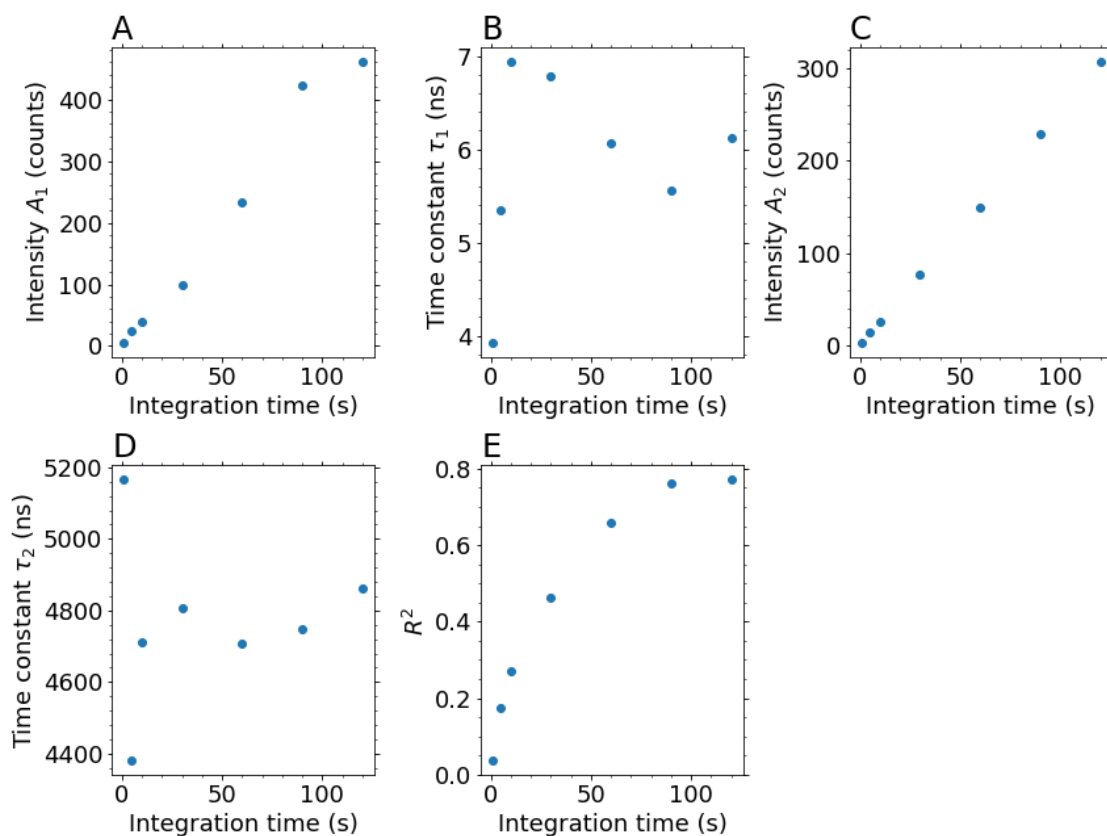 A
Intensity A₁ (counts)
400
300
200
100
0
0 50 100
Integration time (s)
B
Time constant τ₁ (ns)
7
6
5
4
0 50 100
Integration time (s)
C
Intensity A₂ (counts)
300
200
100
0
0 50 100
Integration time (s)
D
Time constant τ₂ (ns)
5200
5000
4800
4600
4400
0 50 100
Integration time (s)
E
R²
0.8
0.6
0.4
0.2
0.0
0 50 100
Integration time (s)